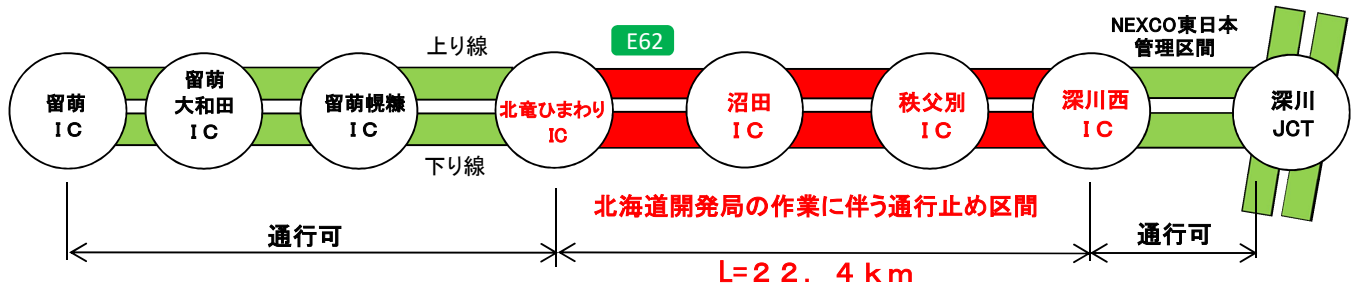 上り線
E62
NEXCO東日本
管理区間
留萌
IC
留萌
大和田
IC
留萌幌糠
IC
北竜ひまわり
IC
沼田
IC
秩父別
IC
深川西
IC
深川
JCT
下り線
北海道開発局の作業に伴う通行止め区間
通行可
通行可
L=22.4km